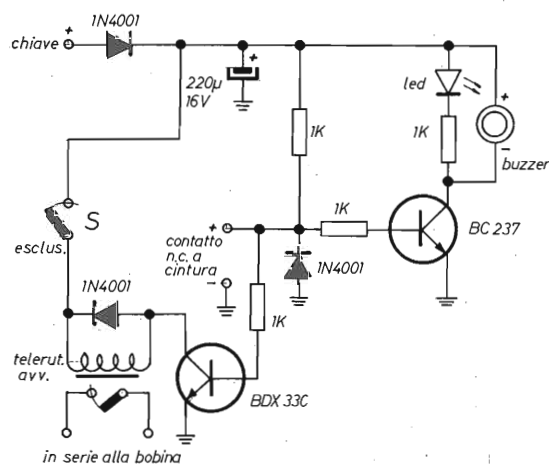 1N4001
chiave
+
+
220µ
16V
led
+
1K
1K
-
buzzer
1K
BC 237
S
esclus.
+
contatto
n.c. a
cintura
-
1N4001
1N4001
1K
telerut.
avv.
BDX 33C
in serie alla bobina